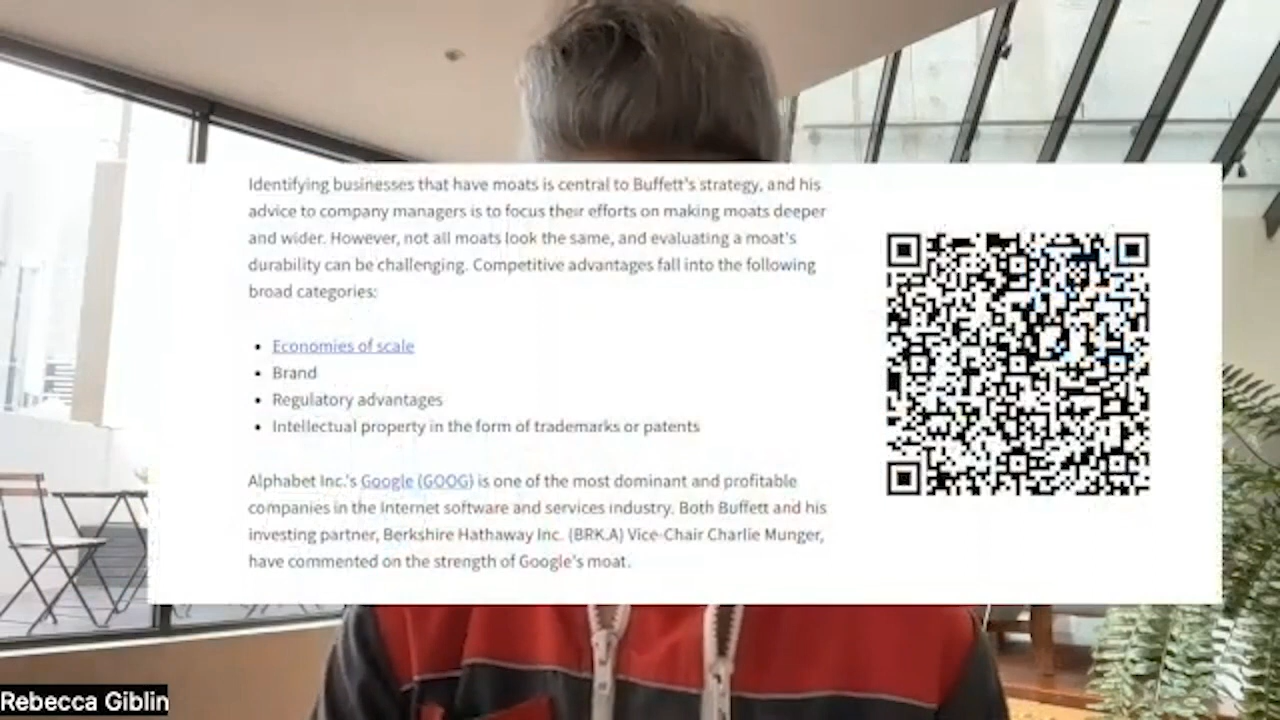 Identifying businesses that have moats is central to Buffett's strategy, and his
advice to company managers is to focus their efforts on making moats deeper
and wider. However, not all moats look the same, and evaluating a moat's
durability can be challenging. Competitive advantages fall into the following
broad categories:
• Economies of scale
• Brand
• Regulatory advantages
• Intellectual property in the form of trademarks or patents
Alphabet Inc.'s Google (GOOG) is one of the most dominant and profitable
companies in the Internet software and services industry. Both Buffett and his
investing partner, Berkshire Hathaway Inc. (BRK.A) Vice-Chair Charlie Munger,
have commented on the strength of Google's moat.
Rebecca Giblin